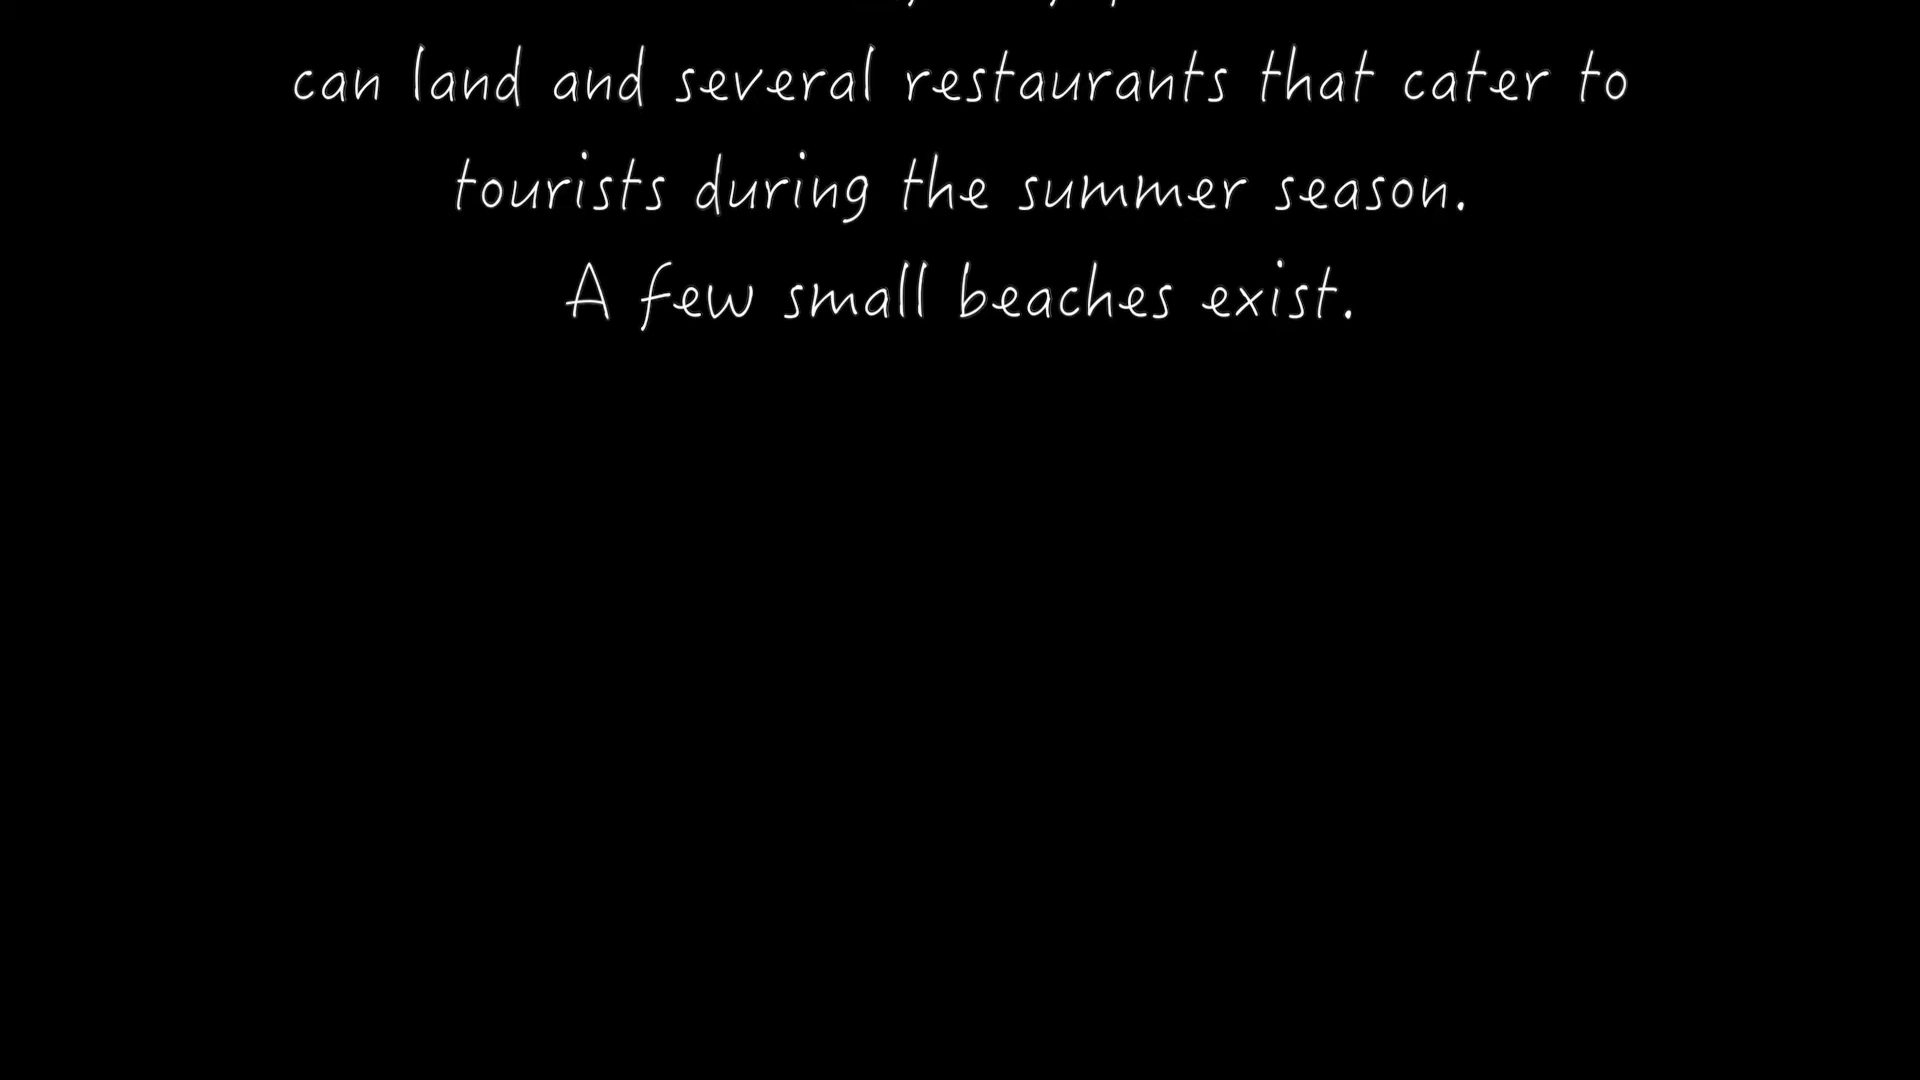 can land and several restaurants that cater to
tourists during the summer season.
A few small beaches exist.